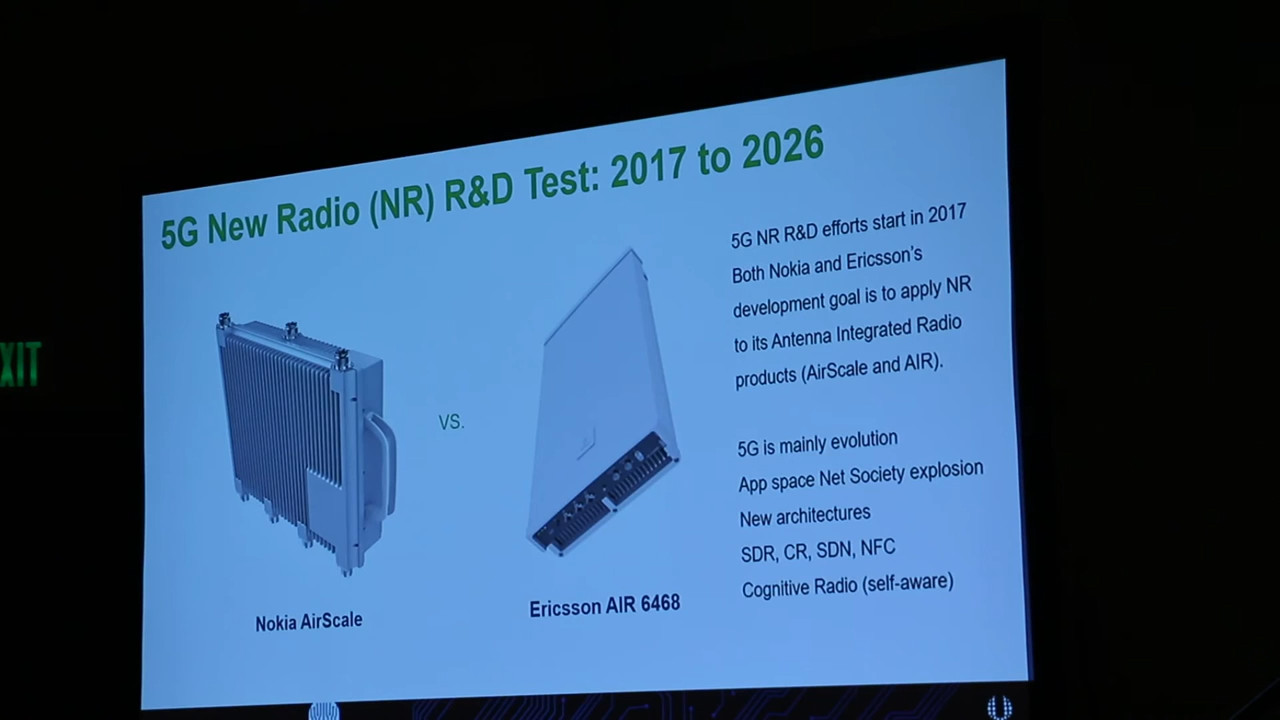 5G New Radio (NR) R&D Test: 2017 to 2026
5G NR R&D efforts start in 2017
Both Nokia and Ericsson's
development goal is to apply NR
to its Antenna Integrated Radio
products (AirScale and AIR).
5G is mainly evolution
App space Net Society explosion
New architectures
SDR, CR, SDN, NFC
Cognitive Radio (self-aware)
VS.
Nokia AirScale
Ericsson AIR 6468
XIT